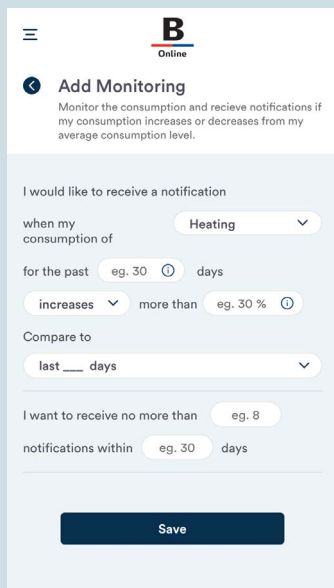 B
Online
Add Monitoring
Monitor the consumption and recieve notifications if
my consumption increases or decreases from my
average consumption level.
I would like to receive a notification
when my Heating
consumption of
for the past eg. 30 days
increases more than eg. 30 %
Compare to
last ___ days
I want to receive no more than eg. 8
notifications within eg. 30 days
Save